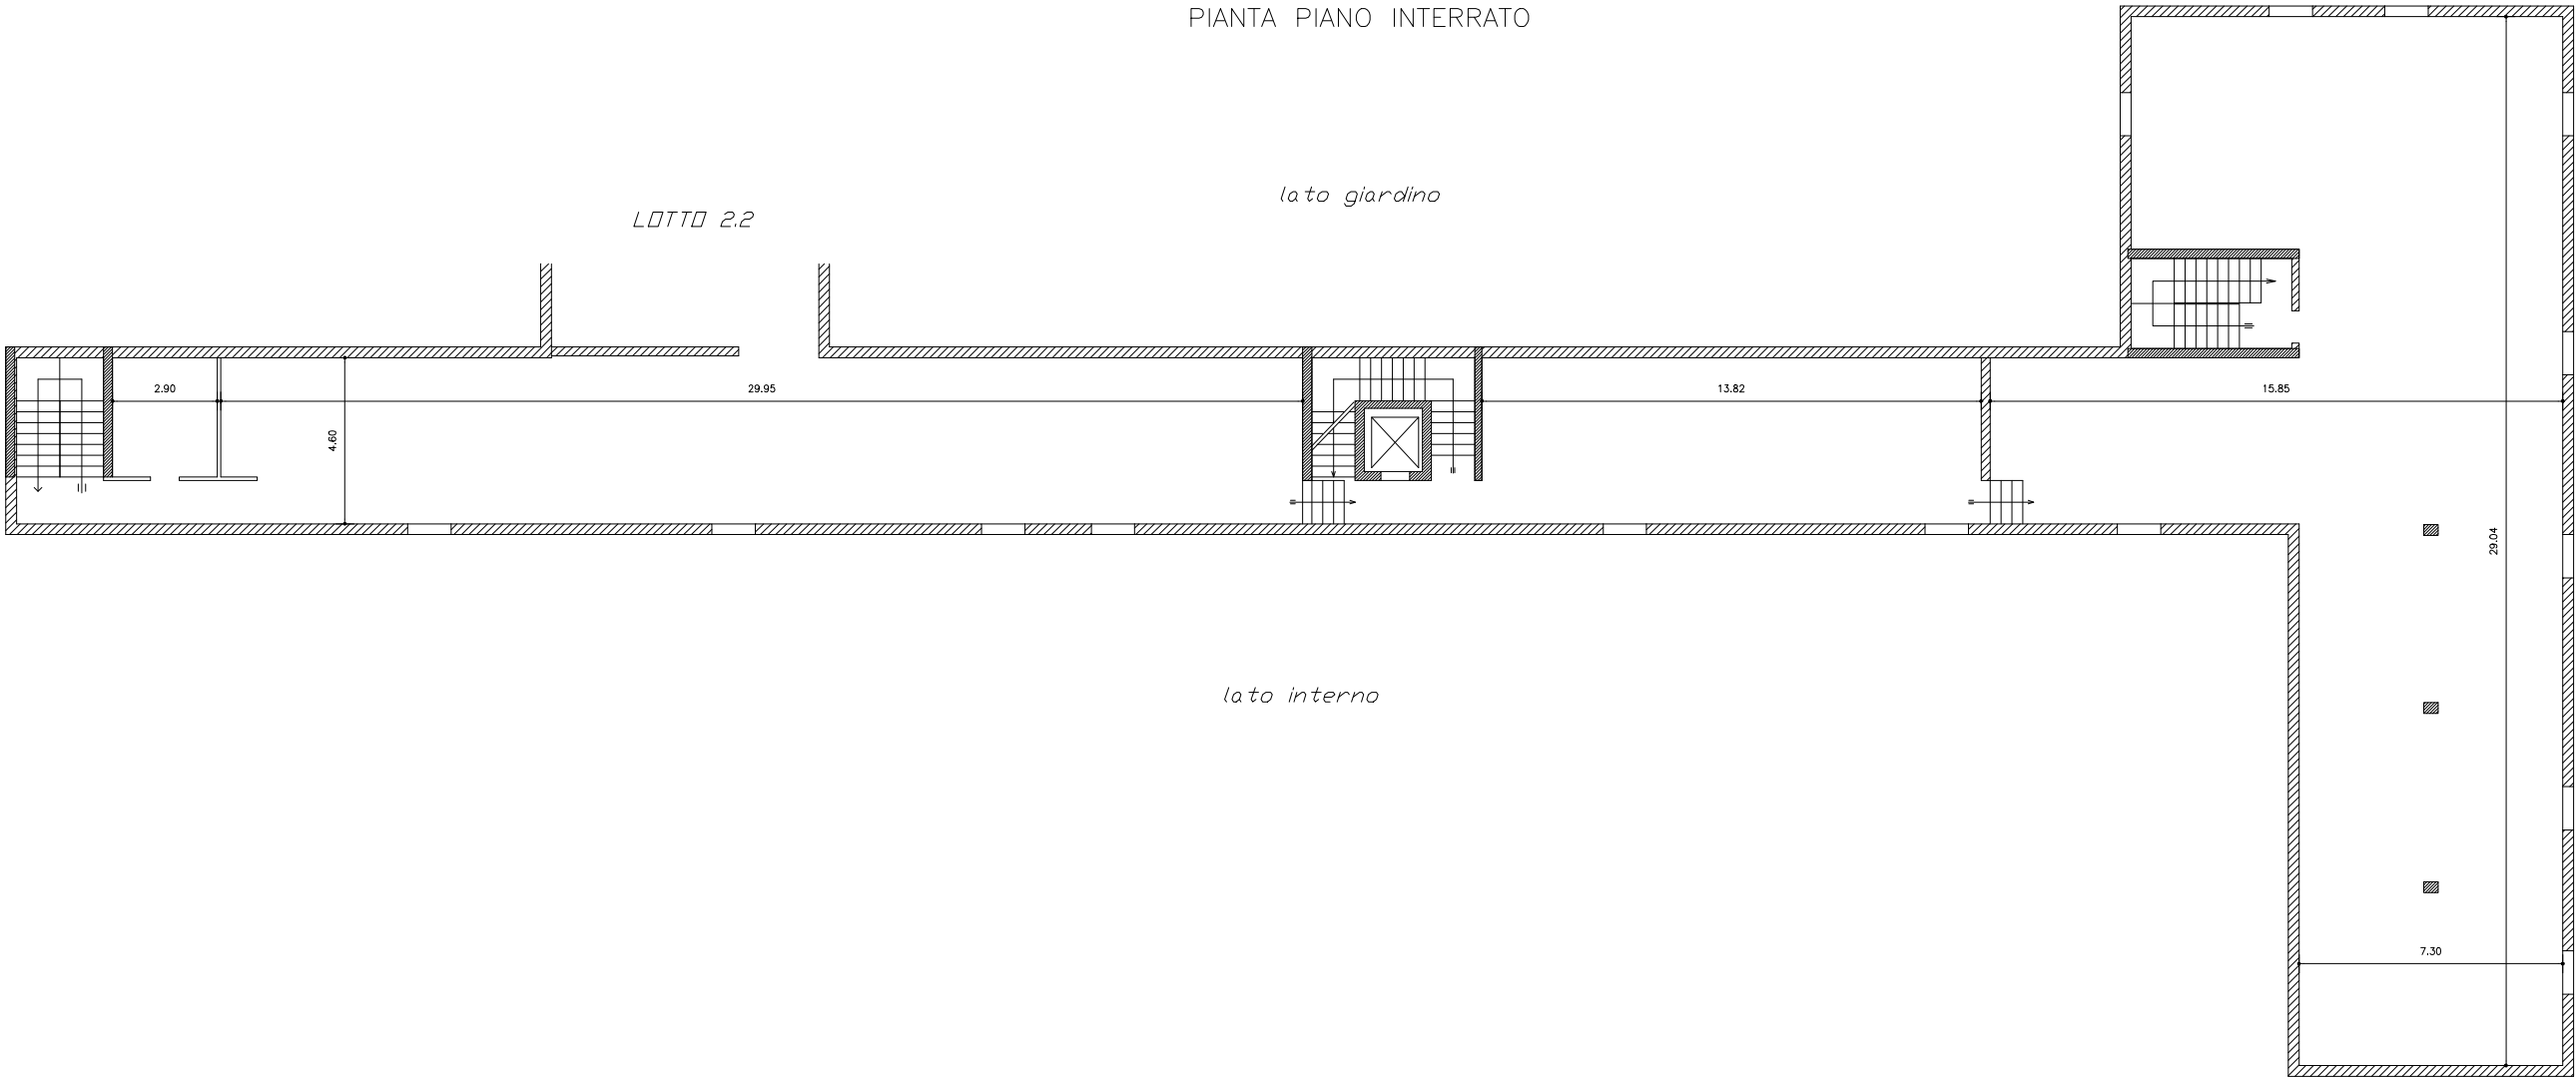 PIANTA PIANO INTERRATO
lato giardino
LOTTO 2.2
2.90
29.95
13.82
15.85
4.60
29.04
lato interno
7.30